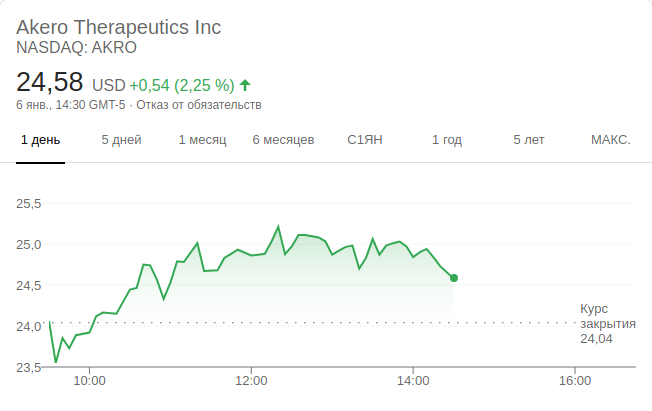 Akero Therapeutics Inc
NASDAQ: AKRO
24,58 USD +0,54 (2,25 %)
6 янв., 14:30 GMT-5 · Отказ от обязательств
1 день 5 дней 1 месяц 6 месяцев С1ЯН 1 год 5 лет МАКС.
25,5
25,0
24,5
24,0
23,5
Курс
закрытия
24,04
10:00 12:00 14:00 16:00